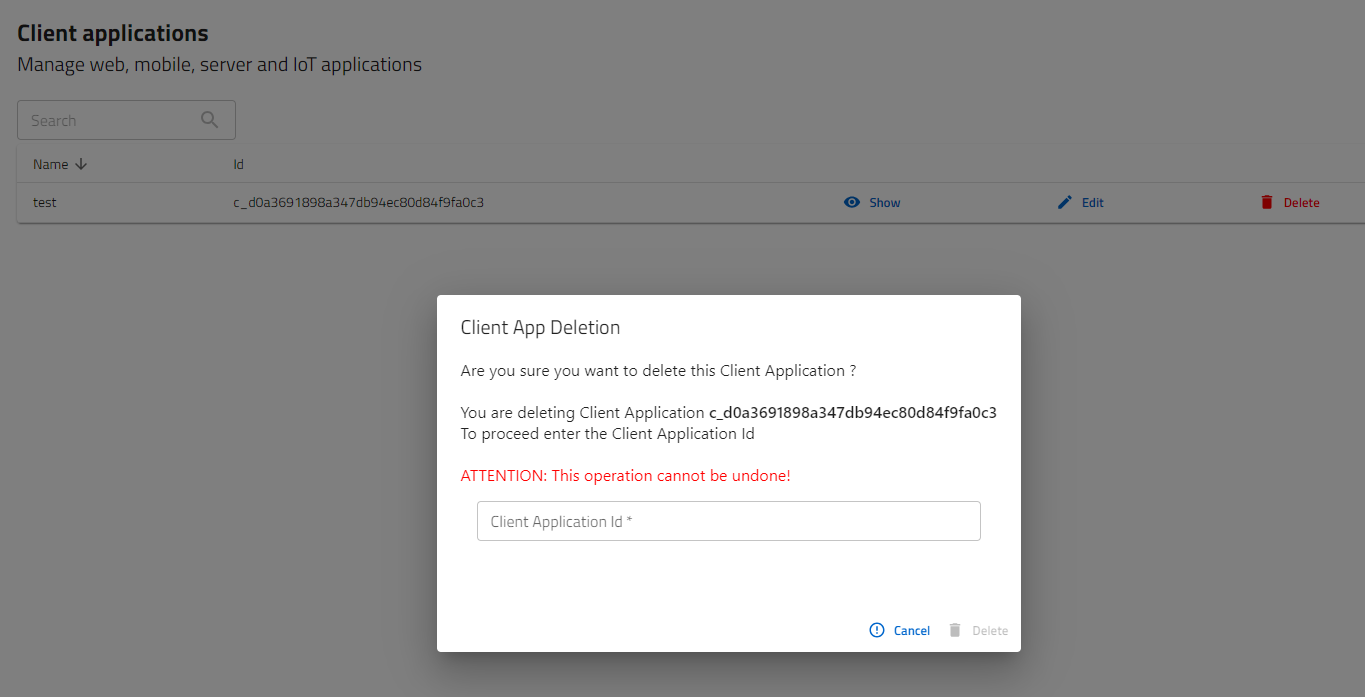 Client applications
Manage web, mobile, server and IoT applications
Search
Name Id
test c_d0a3691898a347db94ec80d84f9fa0c3 Show Edit Delete
Client App Deletion
Are you sure you want to delete this Client Application ?
You are deleting Client Application c_d0a3691898a347db94ec80d84f9fa0c3
To proceed enter the Client Application Id
ATTENTION: This operation cannot be undone!
Client Application Id *
Cancel Delete